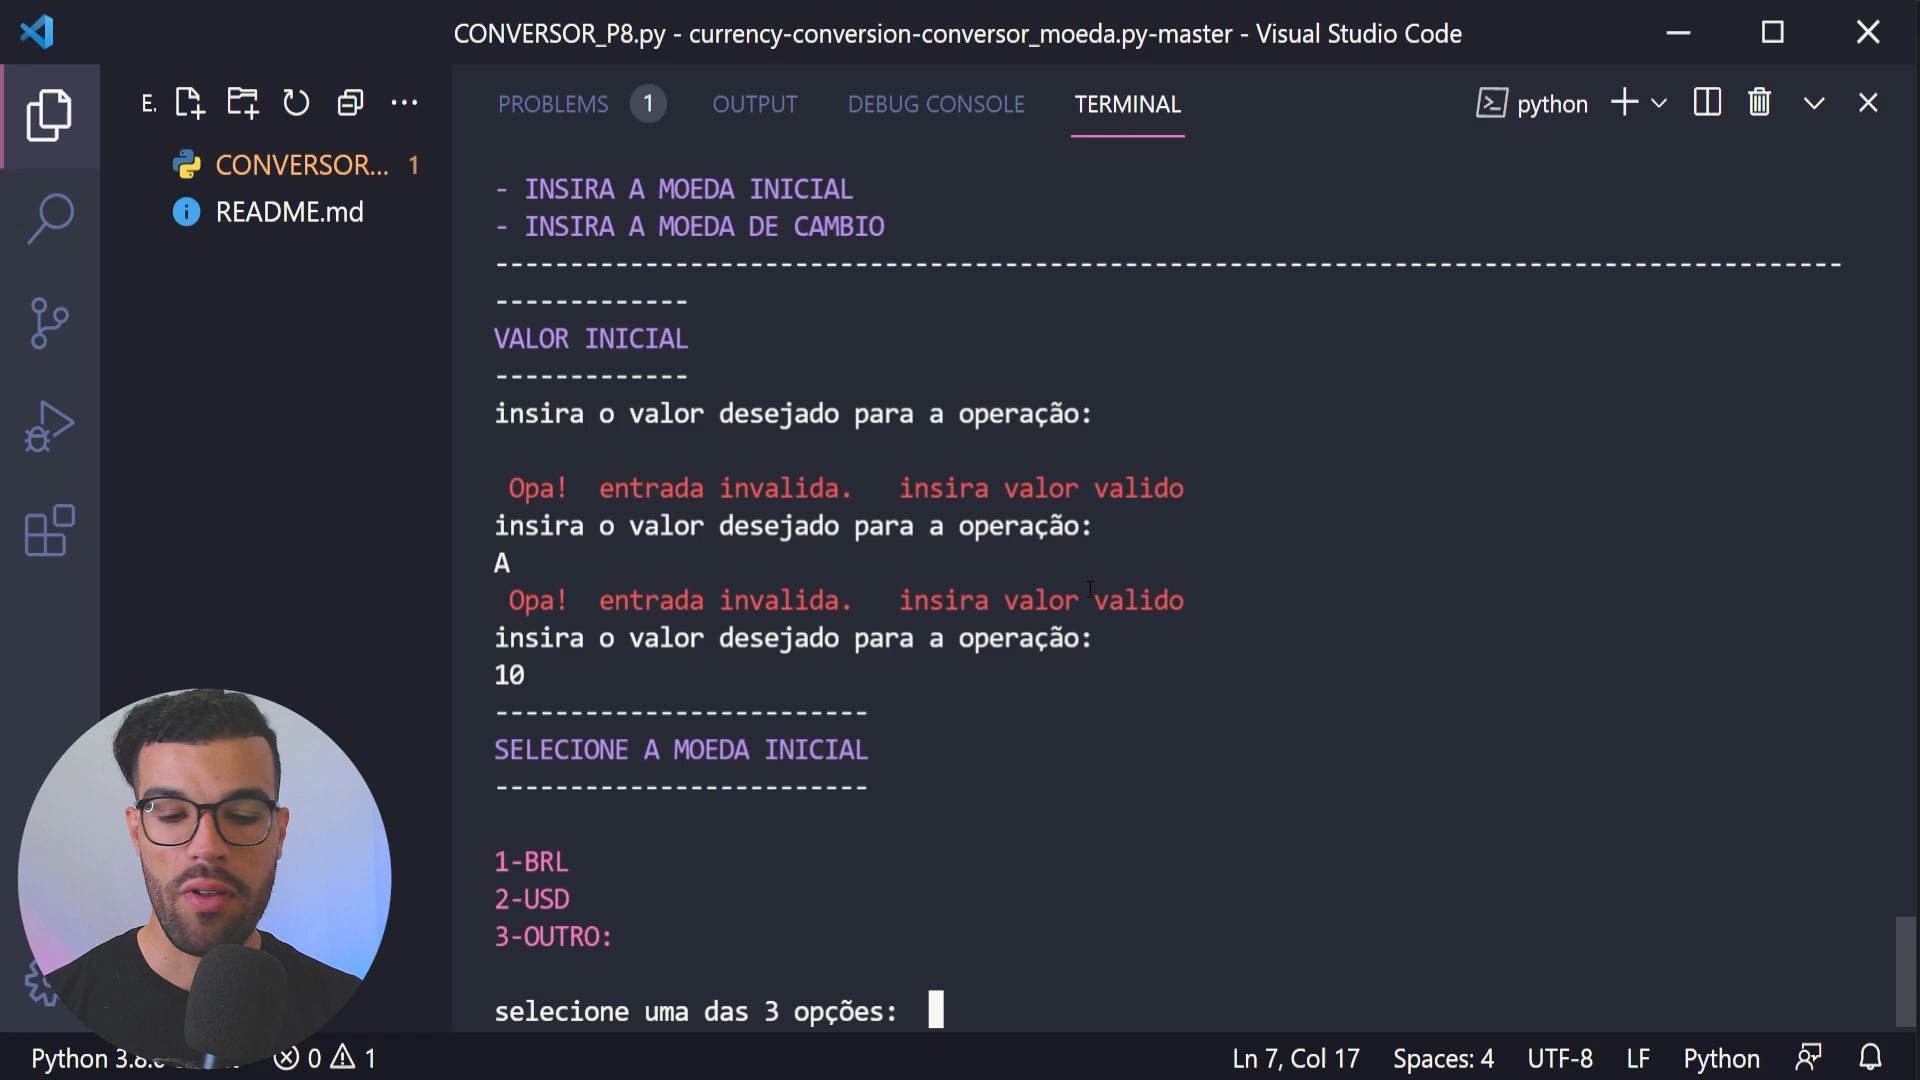 CONVERSOR_P8.py - currency-conversion-conversor_moeda.py-master - Visual Studio Code
E.
PROBLEMS 1 OUTPUT DEBUG CONSOLE TERMINAL python
CONVERSOR... 1
README.md
- INSIRA A MOEDA INICIAL
- INSIRA A MOEDA DE CAMBIO
------------------------------------------------------------------------------------------
-------------
VALOR INICIAL
-------------
insira o valor desejado para a operação:
Opa!  entrada invalida.   insira valor valido
insira o valor desejado para a operação:
A
Opa!  entrada invalida.   insira valor valido
insira o valor desejado para a operação:
10
-------------------------
SELECIONE A MOEDA INICIAL
-------------------------
1-BRL
2-USD
3-OUTRO:
selecione uma das 3 opções:
Python 3.8. 0 1 Ln 7, Col 17 Spaces: 4 UTF-8 LF Python